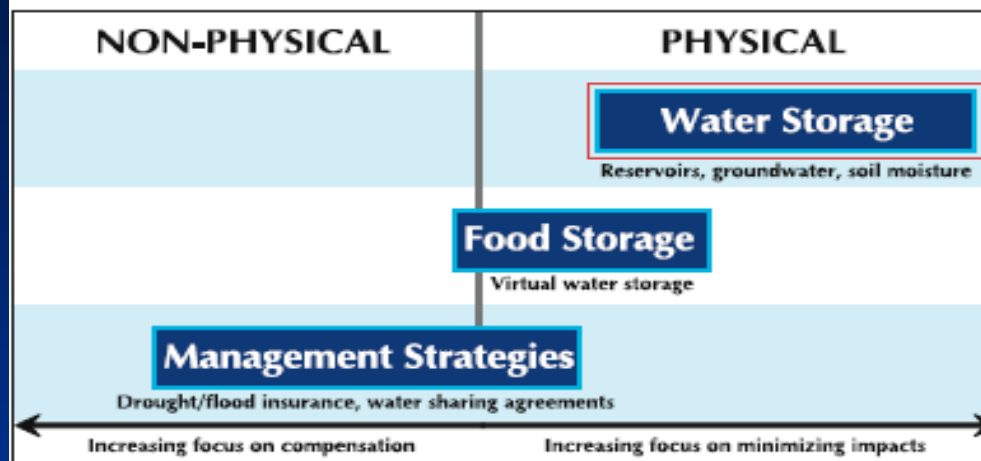 NON-PHYSICAL
PHYSICAL
Water Storage
Reservoirs, groundwater, soil moisture
Food Storage
Virtual water storage
Management Strategies
Drought/flood insurance, water sharing agreements
Increasing focus on compensation
Increasing focus on minimizing impacts